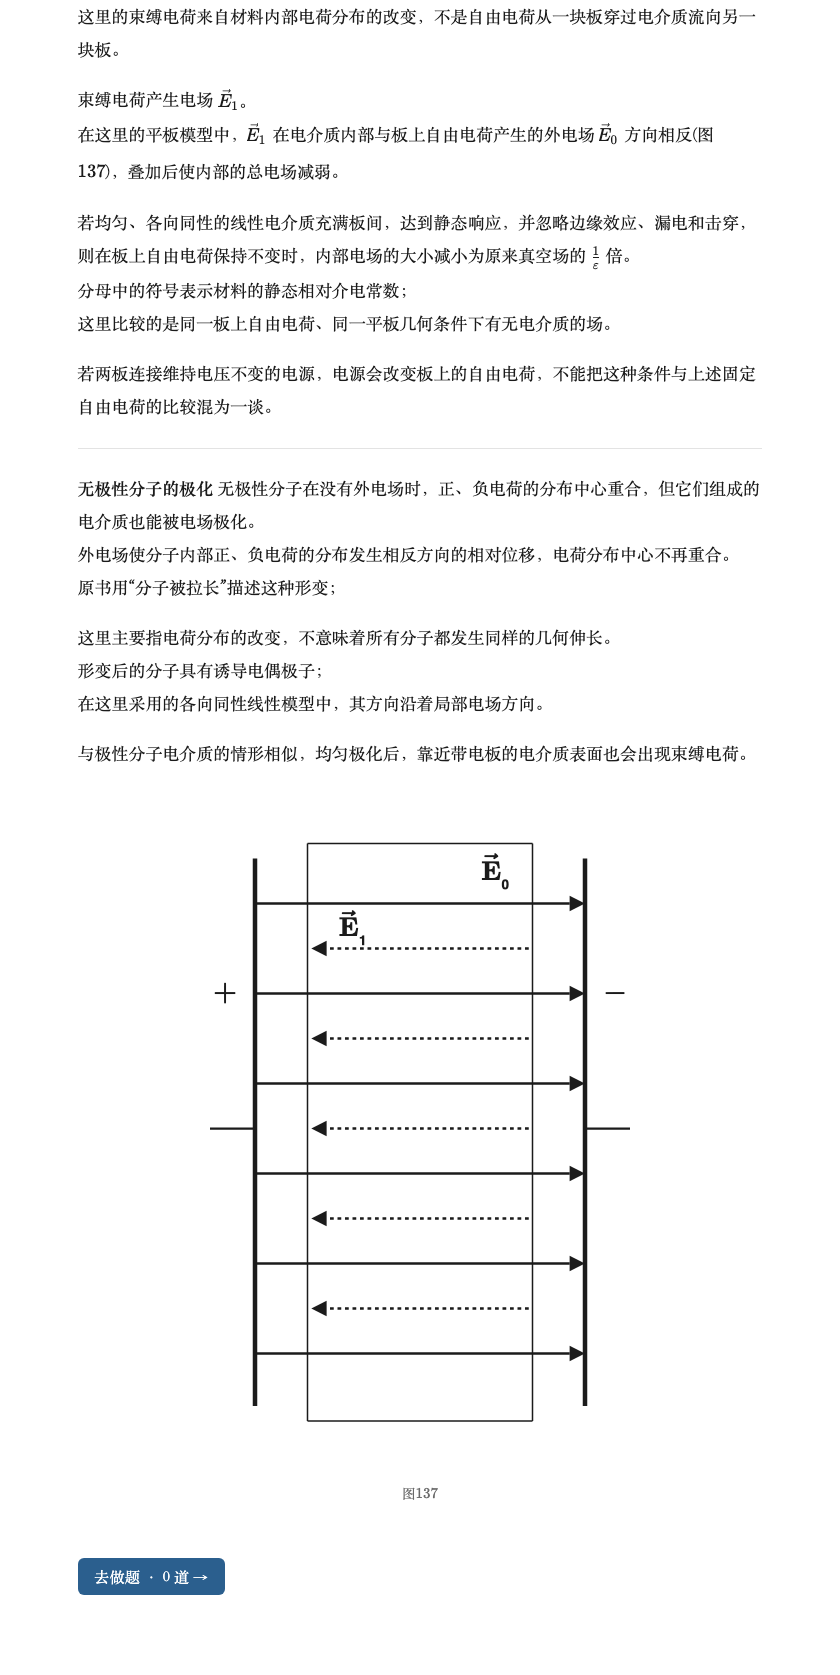 这里的束缚电荷来自材料内部电荷分布的改变，不是自由电荷从一块板穿过电介质流向另一
块板。
束缚电荷产生电场 $\vec{E}_1$。
在这里的平板模型中，$\vec{E}_1$ 在电介质内部与板上自由电荷产生的外电场 $\vec{E}_0$ 方向相反(图
137)，叠加后使内部的总电场减弱。
若均匀、各向同性的线性电介质充满板间，达到静态响应，并忽略边缘效应、漏电和击穿，
则在板上自由电荷保持不变时，内部电场的大小减小为原来真空场的 $\frac{1}{\varepsilon}$ 倍。
分母中的符号表示材料的静态相对介电常数；
这里比较的是同一板上自由电荷、同一平板几何条件下有无电介质的场。
若两板连接维持电压不变的电源，电源会改变板上的自由电荷，不能把这种条件与上述固定
自由电荷的比较混为一谈。
无极性分子的极化 无极性分子在没有外电场时，正、负电荷的分布中心重合，但它们组成的
电介质也能被电场极化。
外电场使分子内部正、负电荷的分布发生相反方向的相对位移，电荷分布中心不再重合。
原书用“分子被拉长”描述这种形变；
这里主要指电荷分布的改变，不意味着所有分子都发生同样的几何伸长。
形变后的分子具有诱导电偶极子；
在这里采用的各向同性线性模型中，其方向沿着局部电场方向。
与极性分子电介质的情形相似，均匀极化后，靠近带电板的电介质表面也会出现束缚电荷。
$\vec{E}_0$
$\vec{E}_1$
+ −
图137
去做题 · 0 道 →